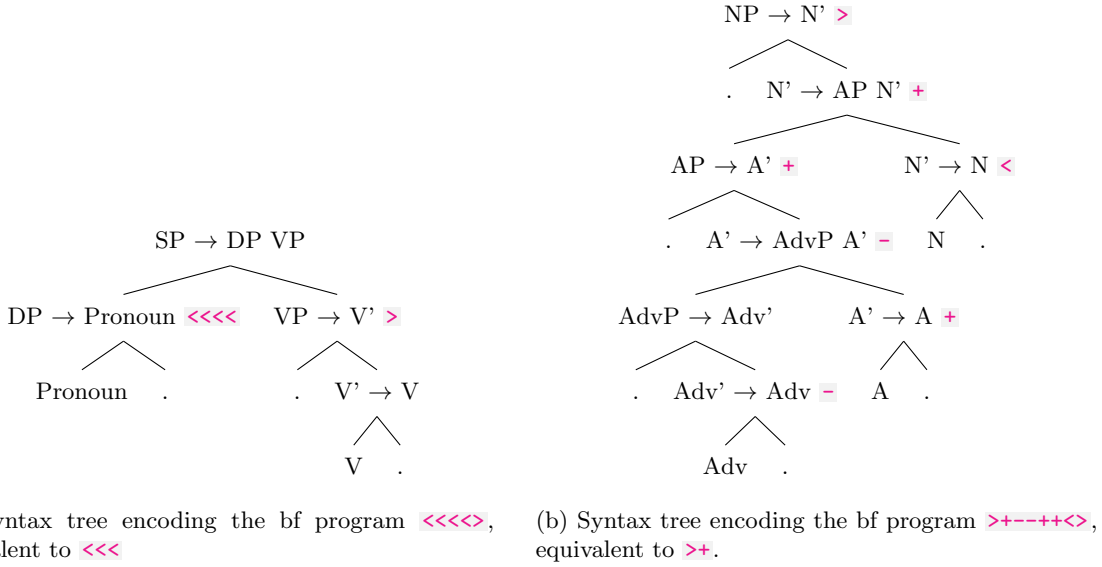 SP → DP VP
DP → Pronoun <<<< VP → V' >
Pronoun . . V' → V
V .
yntax tree encoding the bf program <<<<>,
lent to <<<
NP → N' >
. N' → AP N' +
AP → A' + N' → N <
. A' → AdvP A' - N .
AdvP → Adv' A' → A +
. Adv' → Adv - A .
Adv .
(b) Syntax tree encoding the bf program >+--++<>,
equivalent to >+.